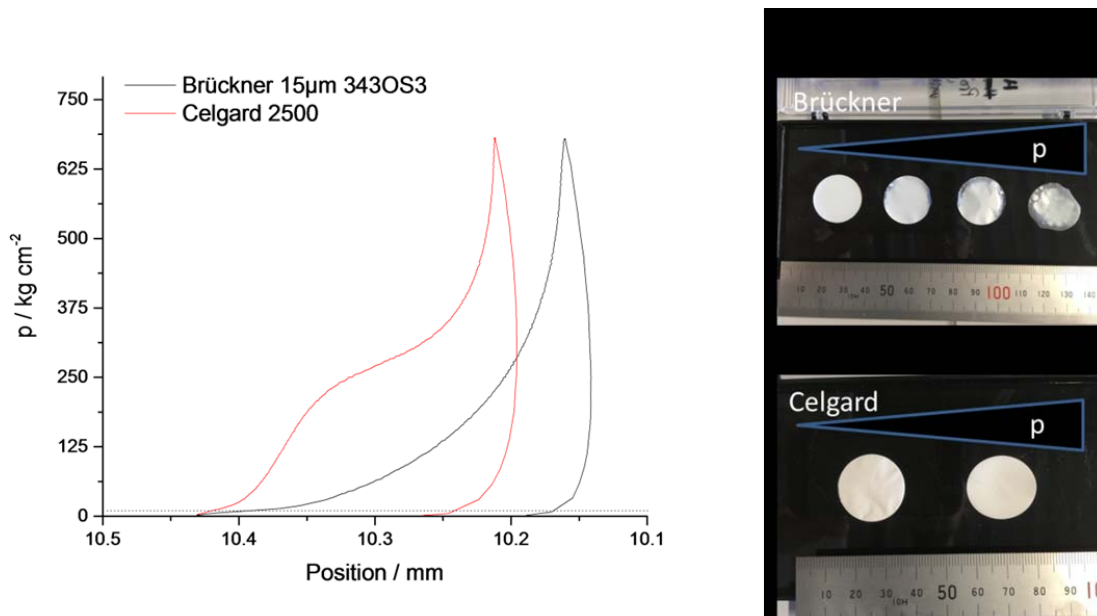 Brückner 15µm 343OS3
Celgard 2500
750
625
500
375
250
125
0
p / kg cm⁻²
10.5 10.4 10.3 10.2 10.1
Position / mm
Brückner
p
10 20 30 40 50 60 70 80 90 100 110 120 130 140
10H
Celgard
p
10 20 30 40 50 60 70 80 90
10H